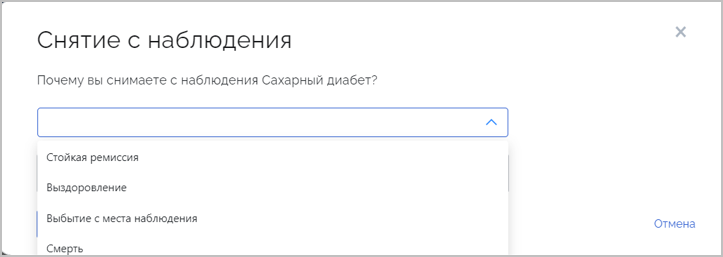 Снятие с наблюдения
Почему вы снимаете с наблюдения Сахарный диабет?
Стойкая ремиссия
Выздоровление
Выбытие с места наблюдения
Отмена
Смерть